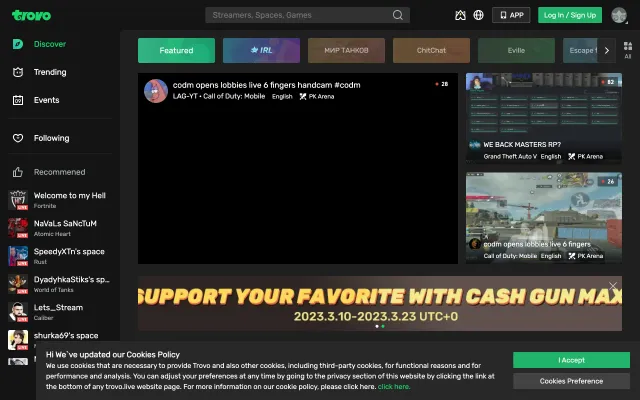 trovo
Streamers, Spaces, Games
APP
Log In / Sign Up
Discover
Trending
Events
Following
Recommened
Welcome to my Hell
Fortnite
LIVE
NaVaLs SaNcTuM
Atomic Heart
LIVE
SpeedyXTn's space
Rust
LIVE
DyadyhkaStiks's sp...
World of Tanks
LIVE
Lets_Stream
Caliber
LIVE
shurka69's space
LIVE
Featured
IRL
МИР ТАНКОВ
ChitChat
Eville
Escape f
All
codm opens lobbies live 6 fingers handcam #codm
28
LAG-YT • Call of Duty: Mobile English PK Arena
52
WE BACK MASTERS RP?
Grand Theft Auto V English PK Arena
26
codm opens lobbies live 6 fingers
Call of Duty: Mobile English PK Arena
SUPPORT YOUR FAVORITE WITH CASH GUN MAX
2023.3.10-2023.3.23 UTC+0
Hi We`ve updated our Cookies Policy
We use cookies that are necessary to provide Trovo and also other cookies, including third-party cookies, for functional reasons and for
performance and analysis. You can adjust your preferences at any time by going to the privacy section of this website by clicking the link at
the bottom of any trovo.live website page. For more information on our cookie policy, please click here. click here.
I Accept
Cookies Preference